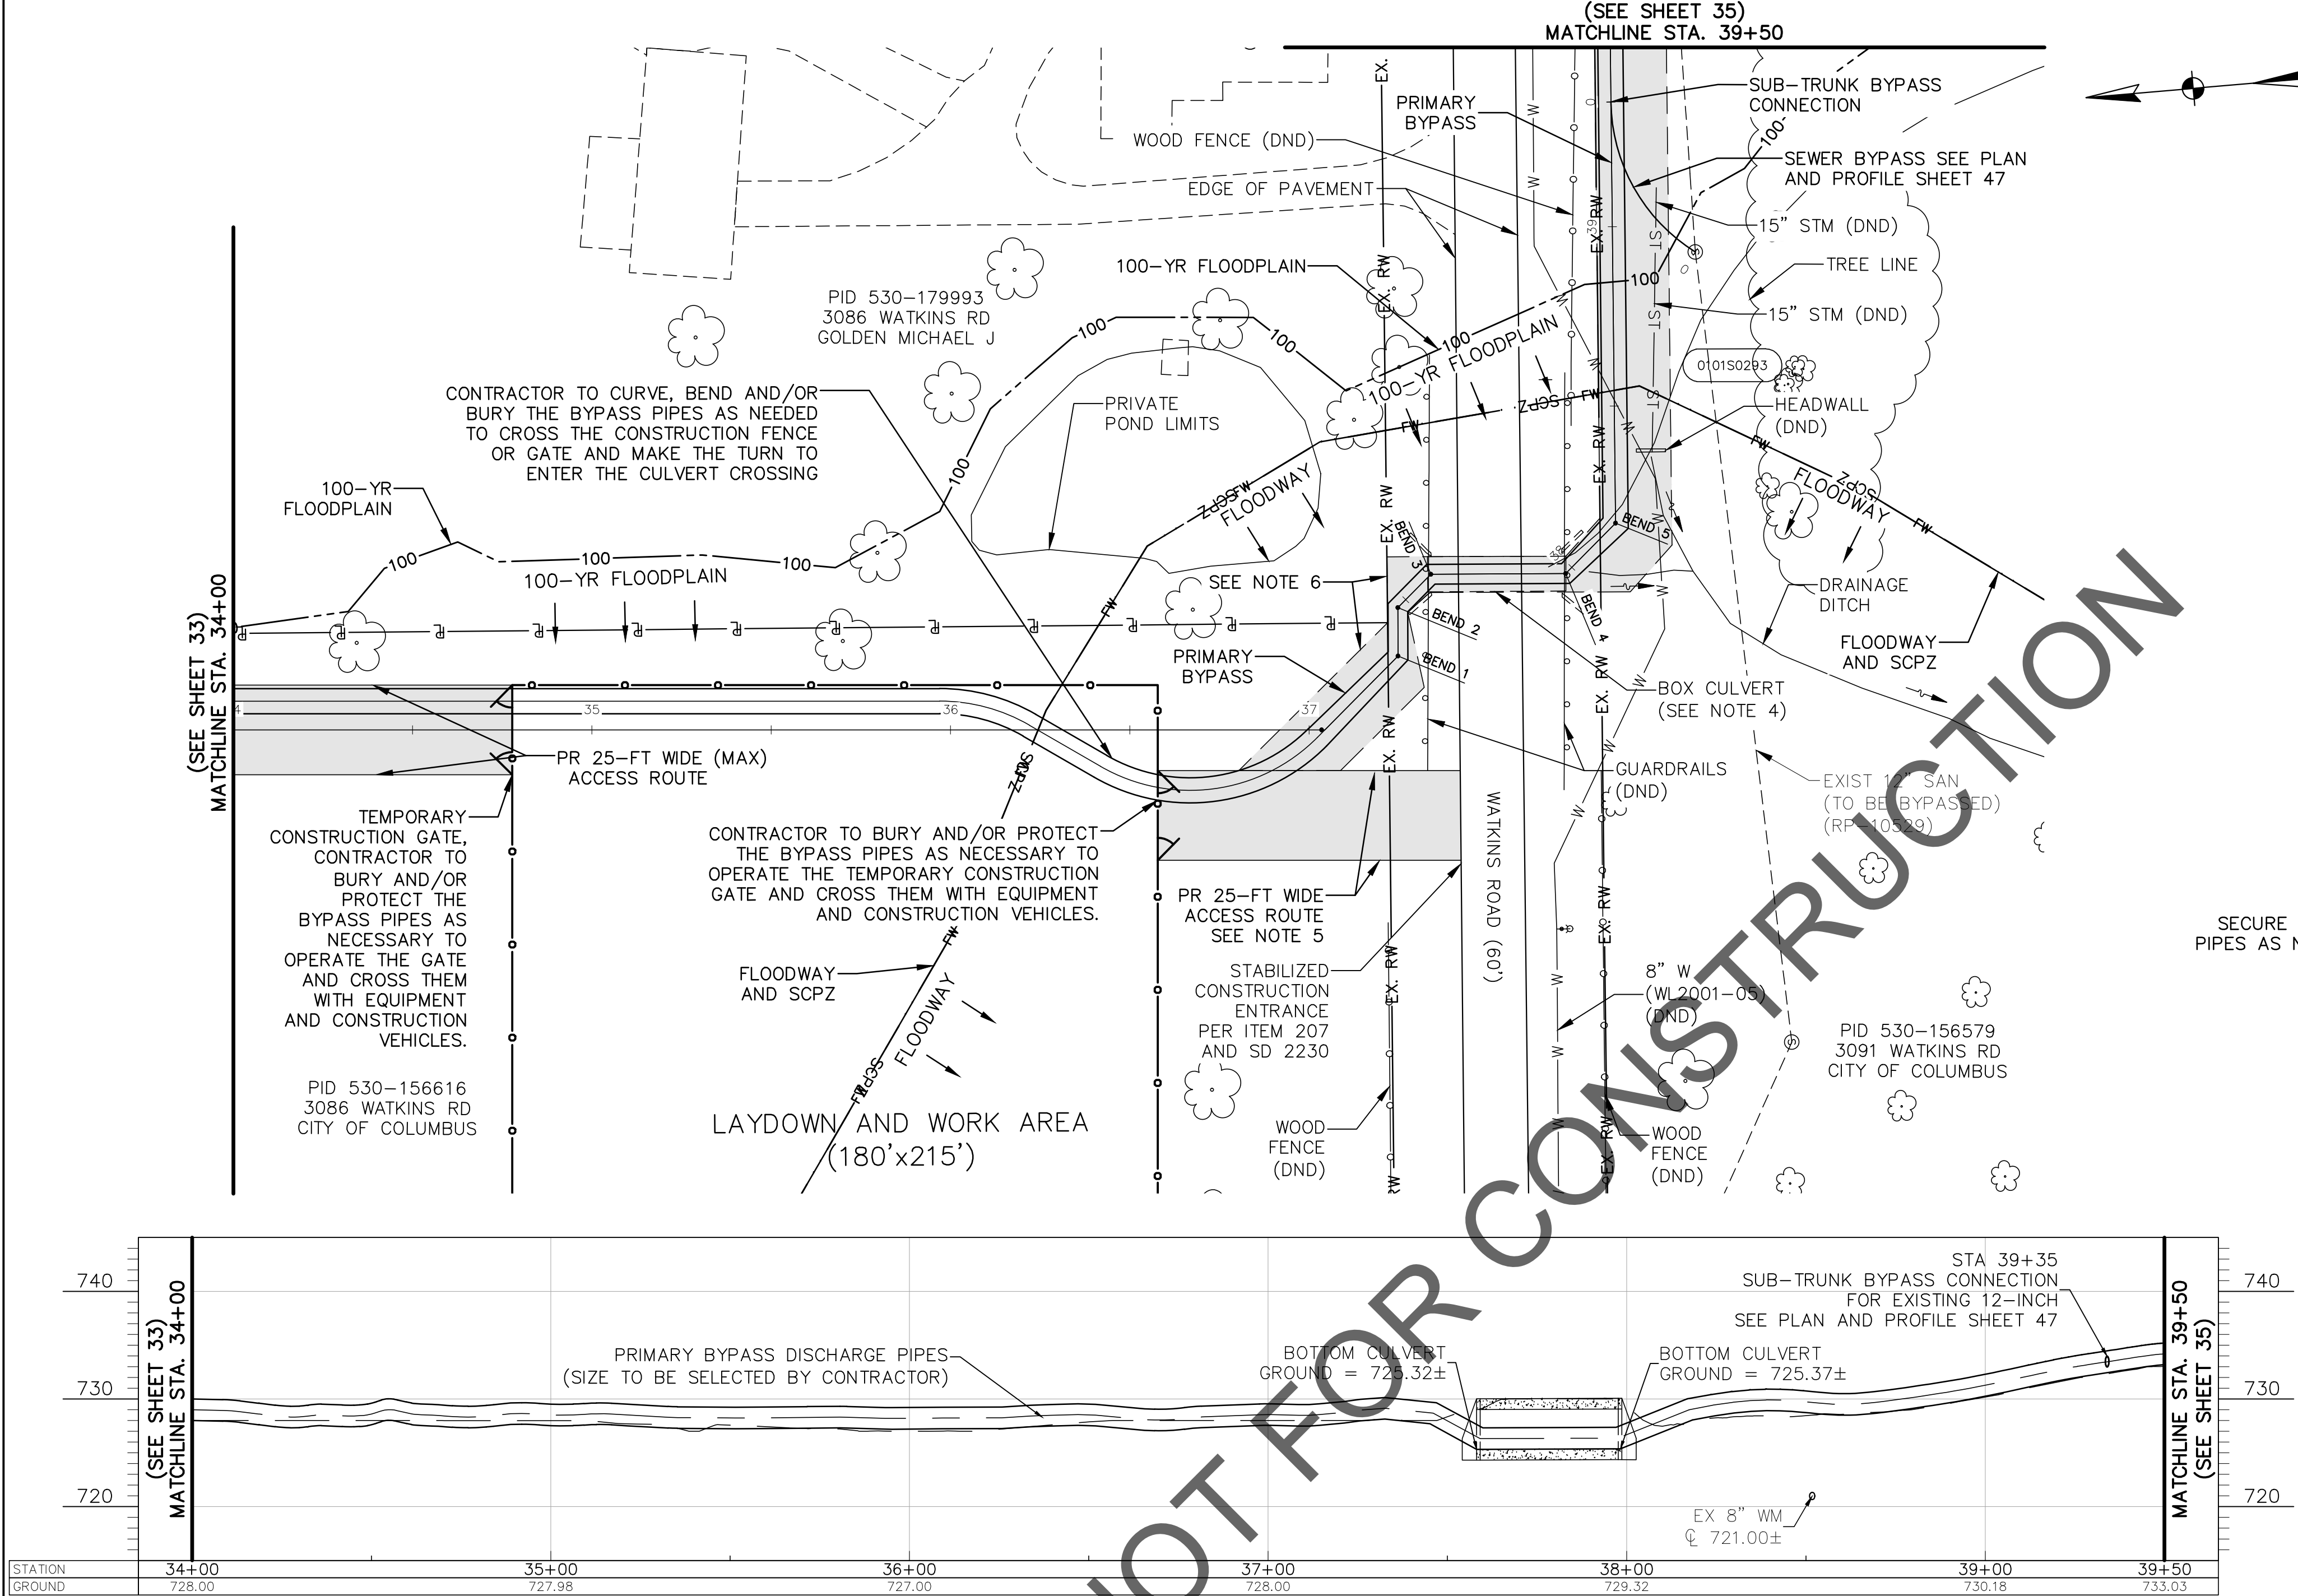 (SEE SHEET 35)
MATCHLINE STA. 39+50
SUB-TRUNK BYPASS
CONNECTION
PRIMARY
BYPASS
WOOD FENCE (DND)
SEWER BYPASS SEE PLAN
AND PROFILE SHEET 47
EDGE OF PAVEMENT
15" STM (DND)
100-YR FLOODPLAIN
TREE LINE
15" STM (DND)
PID 530-179993
3086 WATKINS RD
GOLDEN MICHAEL J
100-YR FLOODPLAIN
0101S0293
CONTRACTOR TO CURVE, BEND AND/OR
BURY THE BYPASS PIPES AS NEEDED
TO CROSS THE CONSTRUCTION FENCE
OR GATE AND MAKE THE TURN TO
ENTER THE CULVERT CROSSING
PRIVATE
POND LIMITS
HEADWALL
(DND)
100-YR
FLOODPLAIN
FLOODWAY
FLOODWAY
100-YR FLOODPLAIN
SEE NOTE 6
BEND 3
BEND 5
BEND 2
BEND 4
BEND 1
DRAINAGE
DITCH
FLOODWAY
AND SCPZ
(SEE SHEET 33)
MATCHLINE STA. 34+00
PRIMARY
BYPASS
BOX CULVERT
(SEE NOTE 4)
4 35 36 37 38 39
PR 25-FT WIDE (MAX)
ACCESS ROUTE
GUARDRAILS
(DND)
EXIST 12" SAN
(TO BE BYPASSED)
(RP-10529)
TEMPORARY
CONSTRUCTION GATE,
CONTRACTOR TO
BURY AND/OR
PROTECT THE
BYPASS PIPES AS
NECESSARY TO
OPERATE THE GATE
AND CROSS THEM
WITH EQUIPMENT
AND CONSTRUCTION
VEHICLES.
CONTRACTOR TO BURY AND/OR PROTECT
THE BYPASS PIPES AS NECESSARY TO
OPERATE THE TEMPORARY CONSTRUCTION
GATE AND CROSS THEM WITH EQUIPMENT
AND CONSTRUCTION VEHICLES.
PR 25-FT WIDE
ACCESS ROUTE
SEE NOTE 5
WATKINS ROAD (60')
SECURE
PIPES AS
FLOODWAY
AND SCPZ
FLOODWAY
STABILIZED
CONSTRUCTION
ENTRANCE
PER ITEM 207
AND SD 2230
8" W
(WL2001-05)
(DND)
PID 530-156579
3091 WATKINS RD
CITY OF COLUMBUS
PID 530-156616
3086 WATKINS RD
CITY OF COLUMBUS
LAYDOWN AND WORK AREA
(180'x215')
WOOD
FENCE
(DND)
WOOD
FENCE
(DND)
EX. RW
100
FW
SCPZ
NOT FOR CONSTRUCTION
740
730
720
(SEE SHEET 33)
MATCHLINE STA. 34+00
PRIMARY BYPASS DISCHARGE PIPES
(SIZE TO BE SELECTED BY CONTRACTOR)
BOTTOM CULVERT
GROUND = 725.32±
BOTTOM CULVERT
GROUND = 725.37±
STA 39+35
SUB-TRUNK BYPASS CONNECTION
FOR EXISTING 12-INCH
SEE PLAN AND PROFILE SHEET 47
EX 8" WM
℄ 721.00±
MATCHLINE STA. 39+50
(SEE SHEET 35)
740
730
720
STATION 34+00 35+00 36+00 37+00 38+00 39+00 39+50
GROUND 728.00 727.98 727.00 728.00 729.32 730.18 733.03